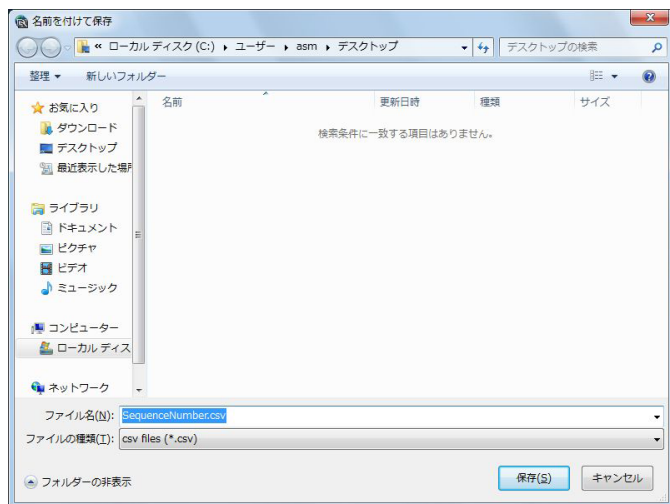 名前を付けて保存
« ローカル ディスク (C:) ▸ ユーザー ▸ asm ▸ デスクトップ
デスクトップの検索
整理 ▼ 新しいフォルダー
名前 更新日時 種類 サイズ
検索条件に一致する項目はありません。
お気に入り
ダウンロード
デスクトップ
最近表示した場所
ライブラリ
ドキュメント
ピクチャ
ビデオ
ミュージック
コンピューター
ローカル ディス
ネットワーク
ファイル名(N): SequenceNumber.csv
ファイルの種類(T): csv files (*.csv)
フォルダーの非表示
保存(S) キャンセル